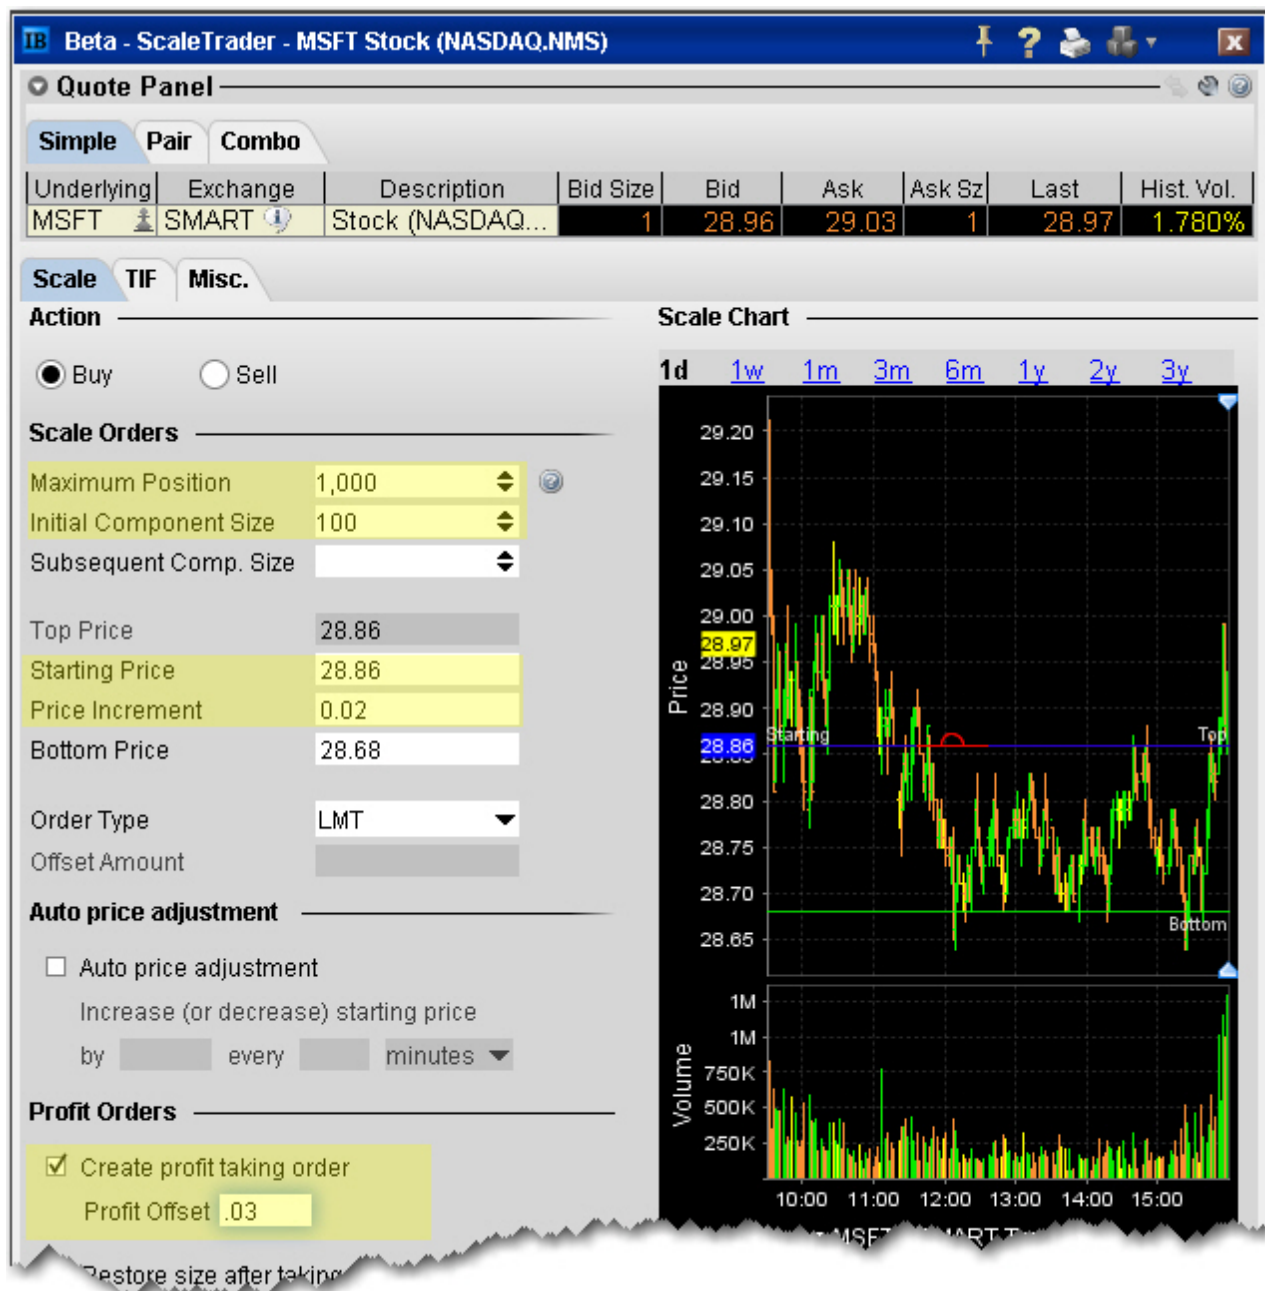 IB Beta - ScaleTrader - MSFT Stock (NASDAQ.NMS)
Quote Panel
Simple Pair Combo
Underlying Exchange Description Bid Size Bid Ask Ask Sz Last Hist. Vol.
MSFT SMART Stock (NASDAQ... 1 28.96 29.03 1 28.97 1.780%
Scale TIF Misc.
Action
Buy Sell
Scale Orders
Maximum Position 1,000
Initial Component Size 100
Subsequent Comp. Size
Top Price 28.86
Starting Price 28.86
Price Increment 0.02
Bottom Price 28.68
Order Type LMT
Offset Amount
Auto price adjustment
Auto price adjustment
Increase (or decrease) starting price
by every minutes
Profit Orders
Create profit taking order
Profit Offset .03
Restore size after taking
Scale Chart
1d 1w 1m 3m 6m 1y 2y 3y
29.20
29.15
29.10
29.05
29.00
28.97
28.95
28.90
Starting Top
28.86
28.85
28.80
28.75
28.70
Bottom
28.65
Price
1M
1M
750K
500K
250K
Volume
10:00 11:00 12:00 13:00 14:00 15:00